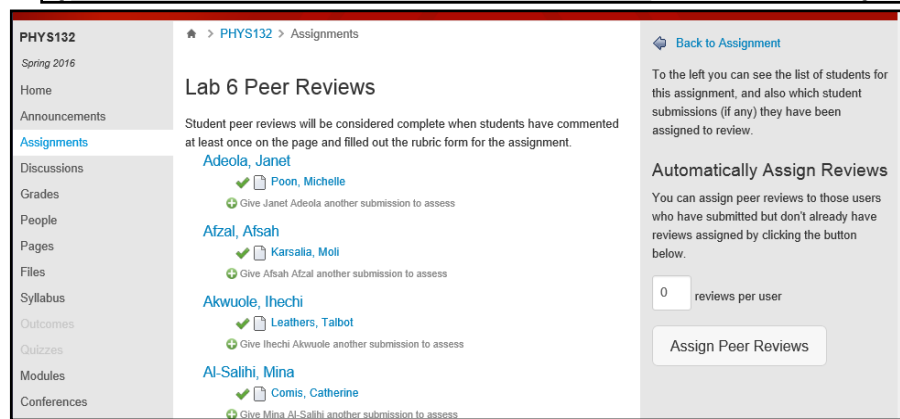 PHYS132
Spring 2016
Home
Announcements
Assignments
Discussions
Grades
People
Pages
Files
Syllabus
Outcomes
Quizzes
Modules
Conferences
> PHYS132 > Assignments
Lab 6 Peer Reviews
Student peer reviews will be considered complete when students have commented
at least once on the page and filled out the rubric form for the assignment.
Adeola, Janet
Poon, Michelle
Give Janet Adeola another submission to assess
Afzal, Afsah
Karsalia, Moli
Give Afsah Afzal another submission to assess
Akwuole, Ihechi
Leathers, Talbot
Give Ihechi Akwuole another submission to assess
Al-Salihi, Mina
Comis, Catherine
Give Mina Al-Salihi another submission to assess
Back to Assignment
To the left you can see the list of students for
this assignment, and also which student
submissions (if any) they have been
assigned to review.
Automatically Assign Reviews
You can assign peer reviews to those users
who have submitted but don't already have
reviews assigned by clicking the button
below.
0 reviews per user
Assign Peer Reviews